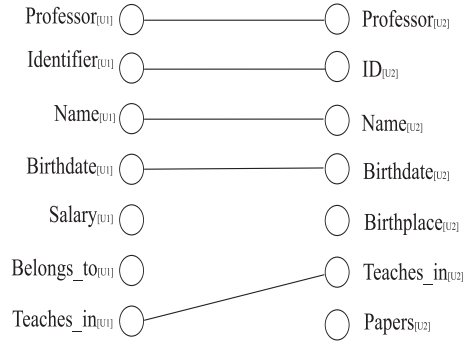 Professor[U1] Professor[U2]
Identifier[U1] ID[U2]
Name[U1] Name[U2]
Birthdate[U1] Birthdate[U2]
Salary[U1] Birthplace[U2]
Belongs_to[U1] Teaches_in[U2]
Teaches_in[U1] Papers[U2]